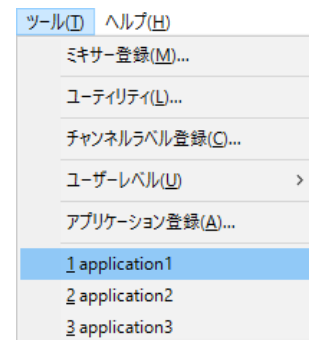 ツール(T) ヘルプ(H)
ミキサー登録(M)...
ユーティリティ(L)...
チャンネルラベル登録(C)...
ユーザーレベル(U) >
アプリケーション登録(A)...
1 application1
2 application2
3 application3